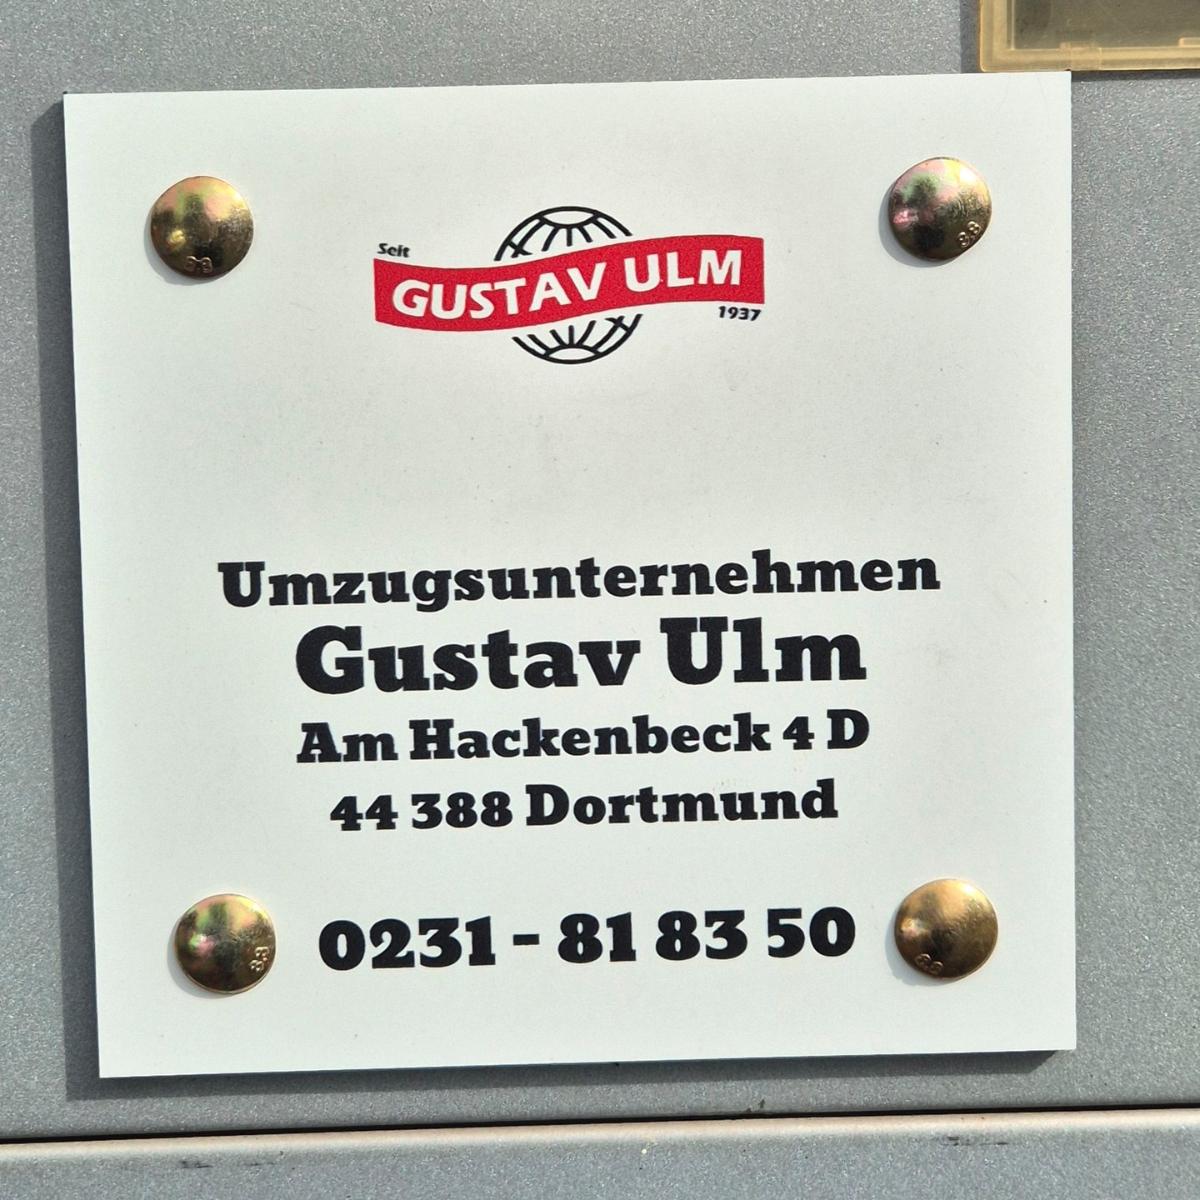 Seit
GUSTAV ULM
1937
Umzugsunternehmen
Gustav Ulm
Am Hackenbeck 4 D
44 388 Dortmund
0231 - 81 83 50